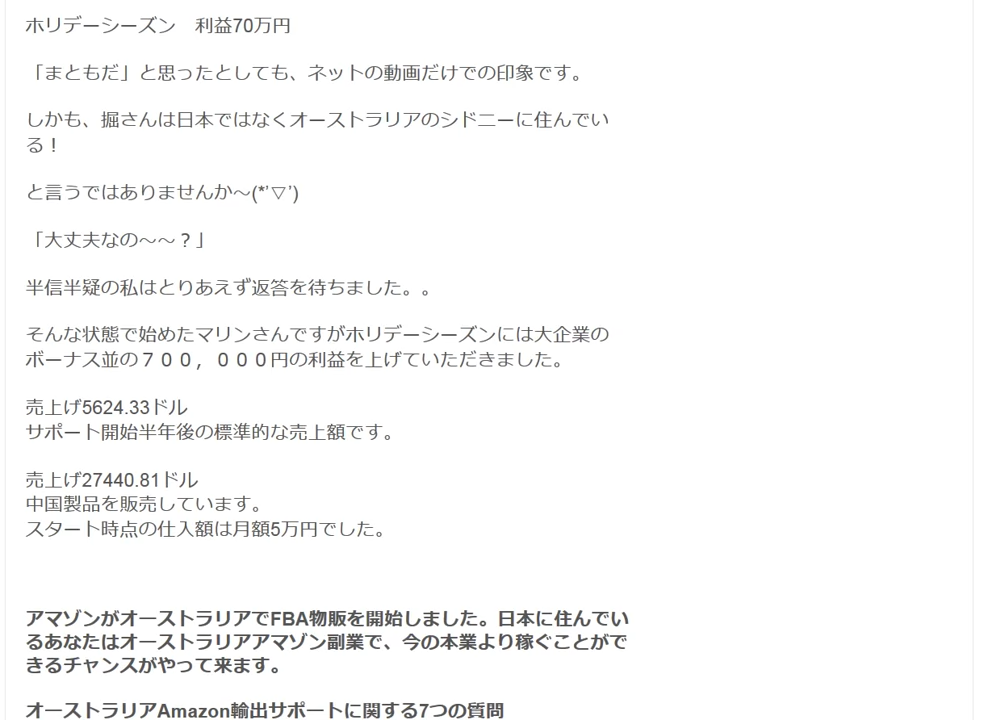 ホリデーシーズン　利益70万円
「まともだ」と思ったとしても、ネットの動画だけでの印象です。
しかも、掘さんは日本ではなくオーストラリアのシドニーに住んでい
る！
と言うではありませんか～(*’▽’)
「大丈夫なの～～？」
半信半疑の私はとりあえず返答を待ちました。。
そんな状態で始めたマリンさんですがホリデーシーズンには大企業の
ボーナス並の７００，０００円の利益を上げていただきました。
売上げ5624.33ドル
サポート開始半年後の標準的な売上額です。
売上げ27440.81ドル
中国製品を販売しています。
スタート時点の仕入額は月額5万円でした。
アマゾンがオーストラリアでFBA物販を開始しました。日本に住んでい
るあなたはオーストラリアアマゾン副業で、今の本業より稼ぐことがで
きるチャンスがやって来ます。
オーストラリアAmazon輸出サポートに関する7つの質問